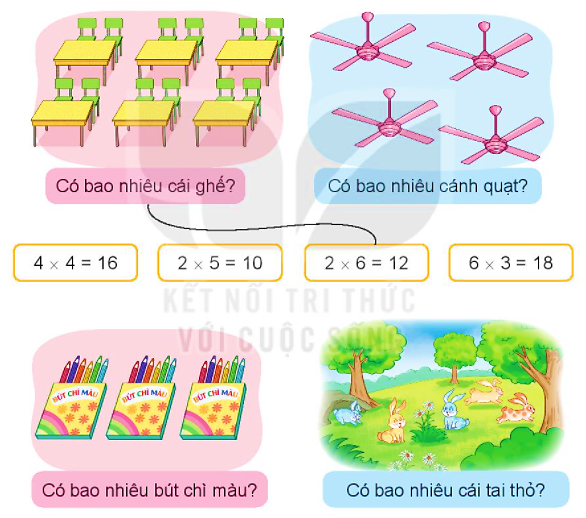 Có bao nhiêu cái ghế?
Có bao nhiêu cánh quạt?
4 × 4 = 16
2 × 5 = 10
2 × 6 = 12
6 × 3 = 18
KẾT NỐI TRI THỨC
VỚI CUỘC SỐNG
BÚT CHÌ MÀU
BÚT CHÌ MÀU
BÚT CHÌ MÀU
Có bao nhiêu bút chì màu?
Có bao nhiêu cái tai thỏ?